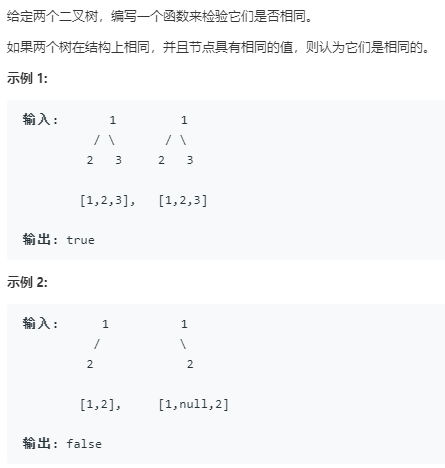 给定两个二叉树，编写一个函数来检验它们是否相同。
如果两个树在结构上相同，并且节点具有相同的值，则认为它们是相同的。
示例 1:
输入: 1 1
/ \ / \
2 3 2 3
[1,2,3], [1,2,3]
输出: true
示例 2:
输入: 1 1
/ \
2 2
[1,2], [1,null,2]
输出: false